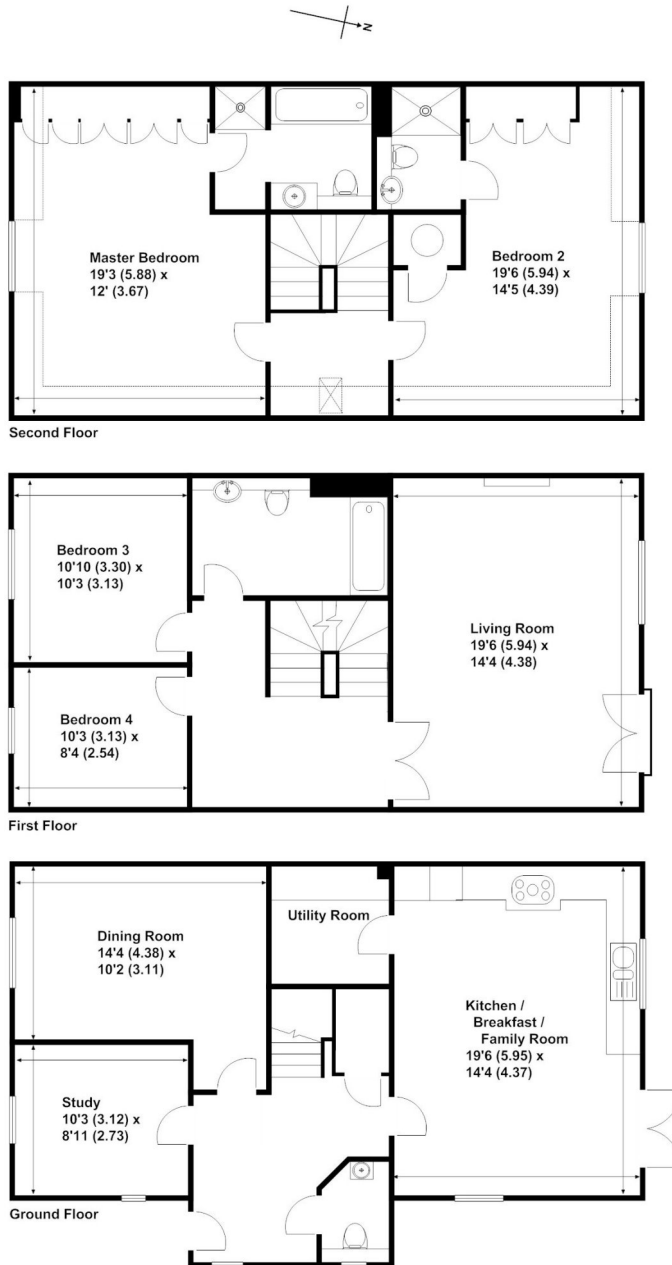 N
Master Bedroom
19'3 (5.88) x
12' (3.67)
Bedroom 2
19'6 (5.94) x
14'5 (4.39)
Second Floor
Bedroom 3
10'10 (3.30) x
10'3 (3.13)
Living Room
19'6 (5.94) x
14'4 (4.38)
Bedroom 4
10'3 (3.13) x
8'4 (2.54)
First Floor
Dining Room
14'4 (4.38) x
10'2 (3.11)
Utility Room
Kitchen /
Breakfast /
Family Room
19'6 (5.95) x
14'4 (4.37)
Study
10'3 (3.12) x
8'11 (2.73)
Ground Floor